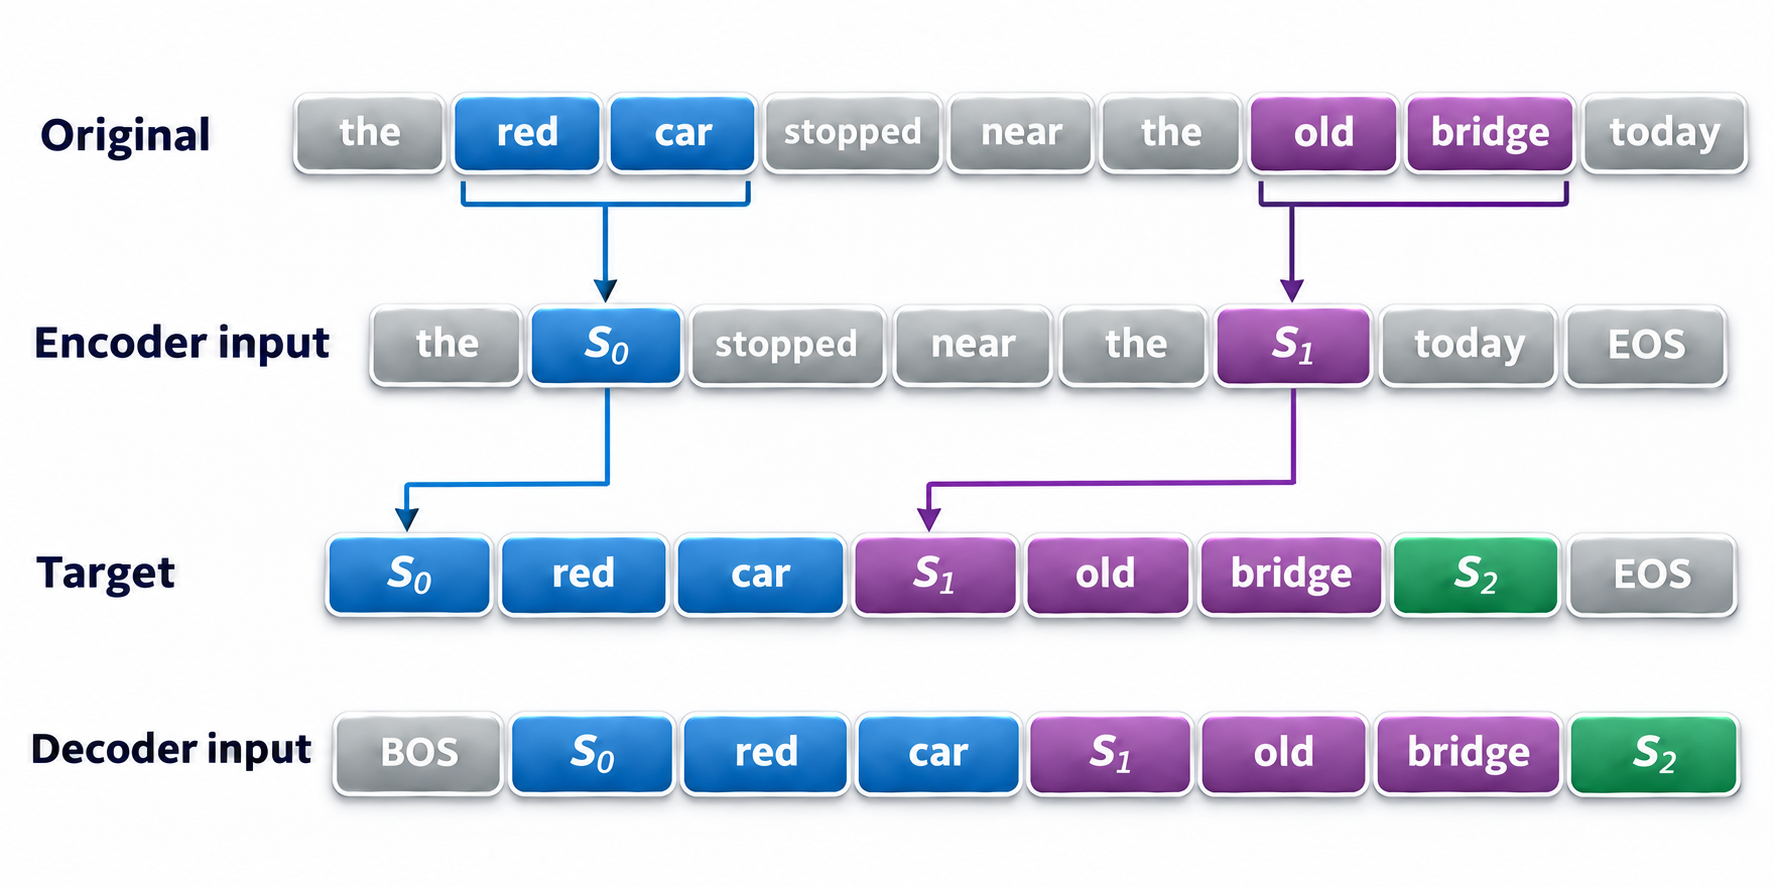 Original the red car stopped near the old bridge today
Encoder input the S₀ stopped near the S₁ today EOS
Target S₀ red car S₁ old bridge S₂ EOS
Decoder input BOS S₀ red car S₁ old bridge S₂